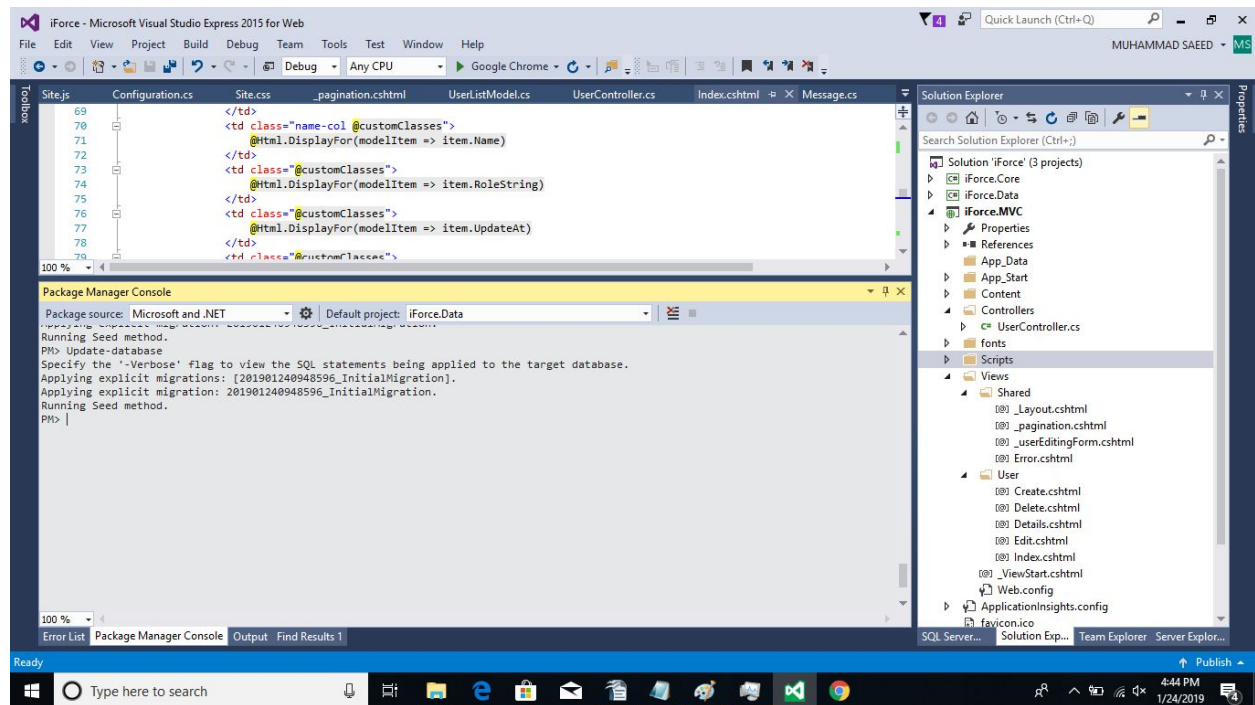 iForce - Microsoft Visual Studio Express 2015 for Web
4
Quick Launch (Ctrl+Q)
File Edit View Project Build Debug Team Tools Test Window Help
MUHAMMAD SAEED MS
Debug Any CPU Google Chrome
Toolbox
Site.js Configuration.cs Site.css _pagination.cshtml UserListModel.cs UserController.cs Index.cshtml Message.cs
69 </td>
70 <td class="name-col @customClasses">
71 @Html.DisplayFor(modelItem => item.Name)
72 </td>
73 <td class="@customClasses">
74 @Html.DisplayFor(modelItem => item.RoleString)
75 </td>
76 <td class="@customClasses">
77 @Html.DisplayFor(modelItem => item.UpdateAt)
78 </td>
79 <td class="@customClasses">
100 %
Package Manager Console
Package source: Microsoft and .NET Default project: iForce.Data
Running Seed method.
PM> Update-database
Specify the '-Verbose' flag to view the SQL statements being applied to the target database.
Applying explicit migrations: [201901240948596_InitialMigration].
Applying explicit migration: 201901240948596_InitialMigration.
Running Seed method.
PM>
100 %
Error List Package Manager Console Output Find Results 1
Solution Explorer
Search Solution Explorer (Ctrl+;)
Solution 'iForce' (3 projects)
iForce.Core
iForce.Data
iForce.MVC
Properties
References
App_Data
App_Start
Content
Controllers
UserController.cs
fonts
Scripts
Views
Shared
_Layout.cshtml
_pagination.cshtml
_userEditingForm.cshtml
Error.cshtml
User
Create.cshtml
Delete.cshtml
Details.cshtml
Edit.cshtml
Index.cshtml
_ViewStart.cshtml
Web.config
ApplicationInsights.config
favicon.ico
SQL Server... Solution Exp... Team Explorer Server Explor...
Properties
Ready
Publish
Type here to search
4:44 PM
1/24/2019
4